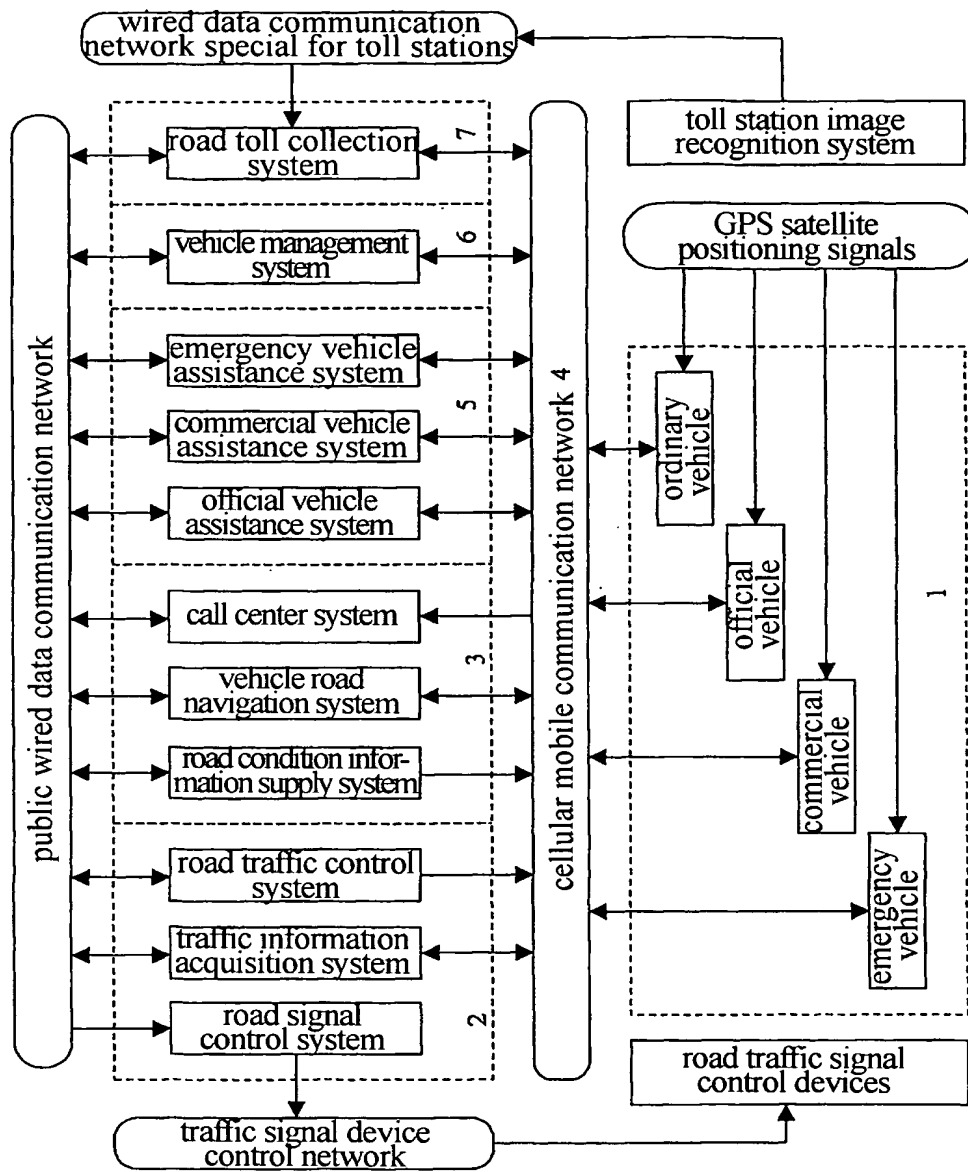 wired data communication
network special for toll stations
toll station image
recognition system
road toll collection
system
7
vehicle management
system
6
GPS satellite
positioning signals
emergency vehicle
assistance system
commercial vehicle
assistance system
5
official vehicle
assistance system
call center system
vehicle road
navigation system
3
road condition infor-
mation supply system
road traffic control
system
traffic information
acquisition system
road signal
control system
2
public wired data communication network
cellular mobile communication network 4
ordinary
vehicle
official
vehicle
commercial
vehicle
emergency
vehicle
1
road traffic signal
control devices
traffic signal device
control network